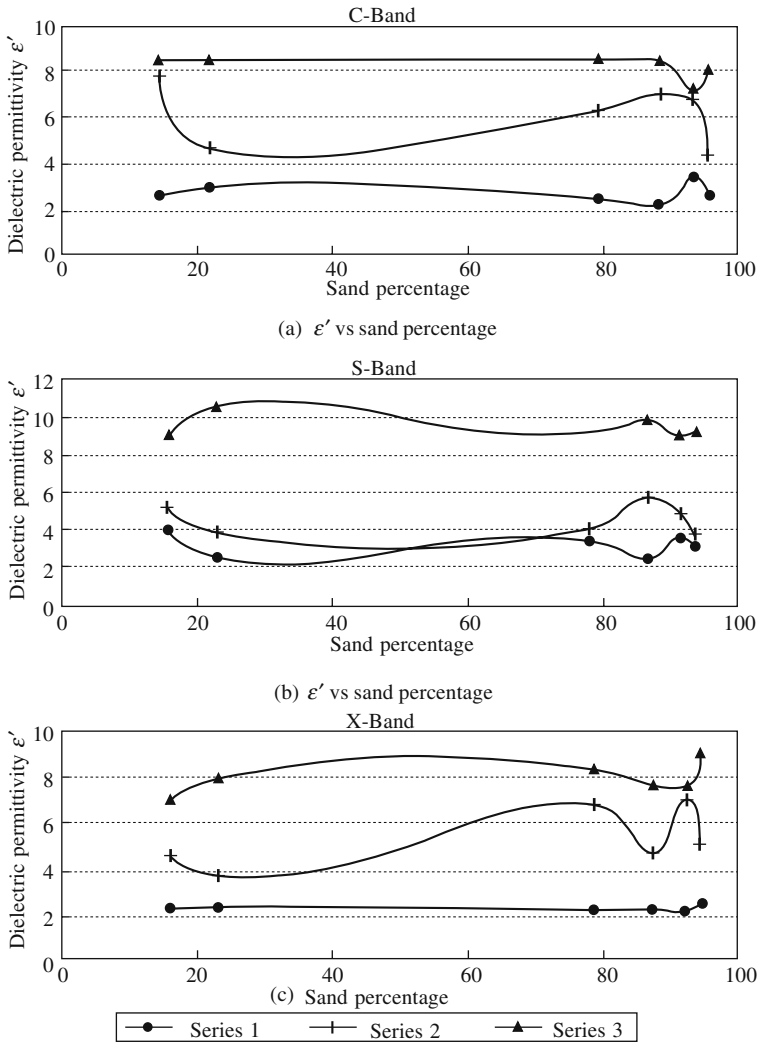 C-Band
Dielectric permittivity ε′
10
8
6
4
2
0
0 20 40 60 80 100
Sand percentage
(a) ε′ vs sand percentage
S-Band
Dielectric permittivity ε′
12
10
8
6
4
2
0
0 20 40 60 80 100
Sand percentage
(b) ε′ vs sand percentage
X-Band
Dielectric permittivity ε′
10
8
6
4
2
0
0 20 40 60 80 100
(c) Sand percentage
Series 1 Series 2 Series 3